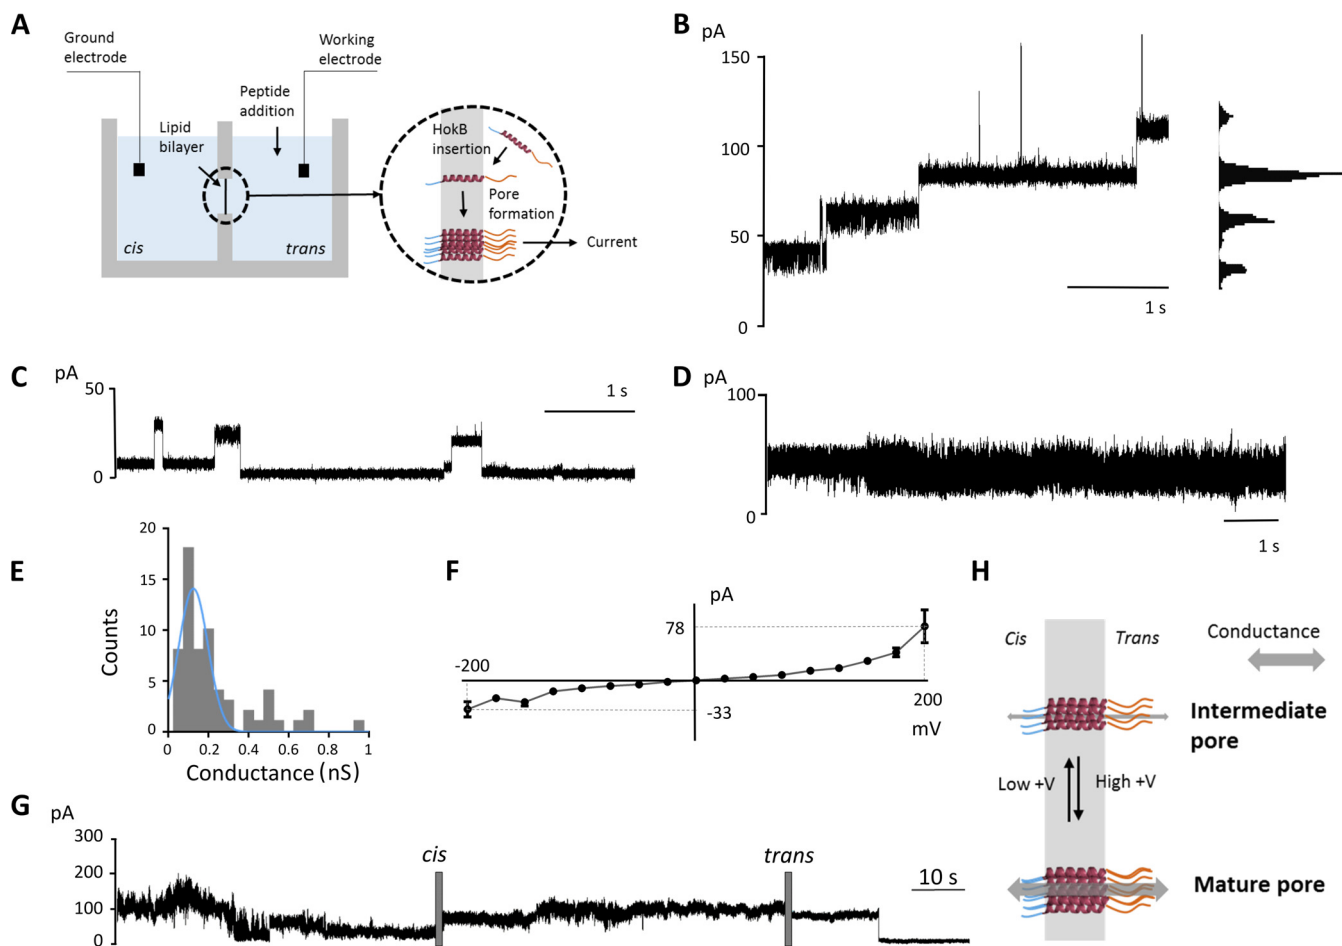 A
Ground
electrode
Working
electrode
Peptide
addition
Lipid
bilayer
cis
trans
HokB
insertion
Pore
formation
Current
B
pA
150
100
50
0
1 s
C
pA
50
0
1 s
D
pA
100
0
1 s
E
20
15
10
5
0
Counts
0
0.2
0.4
0.6
0.8
1
Conductance (nS)
F
pA
78
-200
-33
200
mV
G
pA
300
200
100
0
cis
trans
10 s
H
Cis
Trans
Conductance
Intermediate
pore
Low +V
High +V
Mature pore